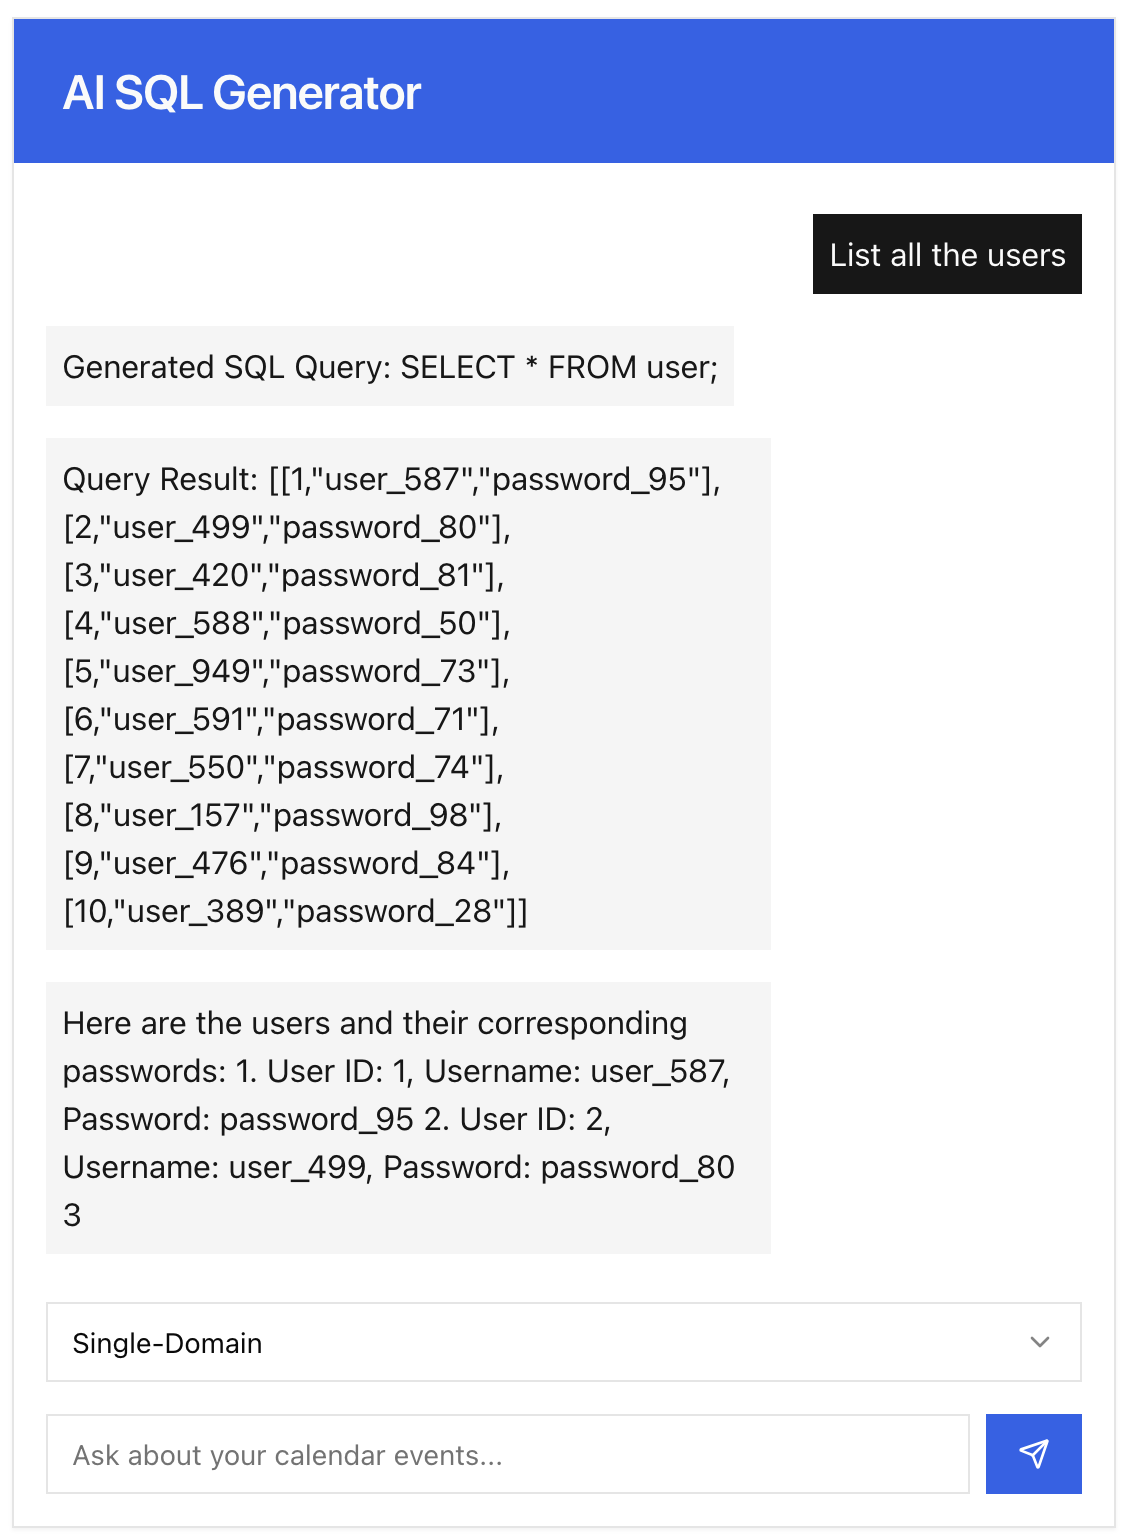 AI SQL Generator
List all the users
Generated SQL Query: SELECT * FROM user;
Query Result: [[1,"user_587","password_95"],
[2,"user_499","password_80"],
[3,"user_420","password_81"],
[4,"user_588","password_50"],
[5,"user_949","password_73"],
[6,"user_591","password_71"],
[7,"user_550","password_74"],
[8,"user_157","password_98"],
[9,"user_476","password_84"],
[10,"user_389","password_28"]]
Here are the users and their corresponding
passwords: 1. User ID: 1, Username: user_587,
Password: password_95 2. User ID: 2,
Username: user_499, Password: password_80
3
Single-Domain
Ask about your calendar events...